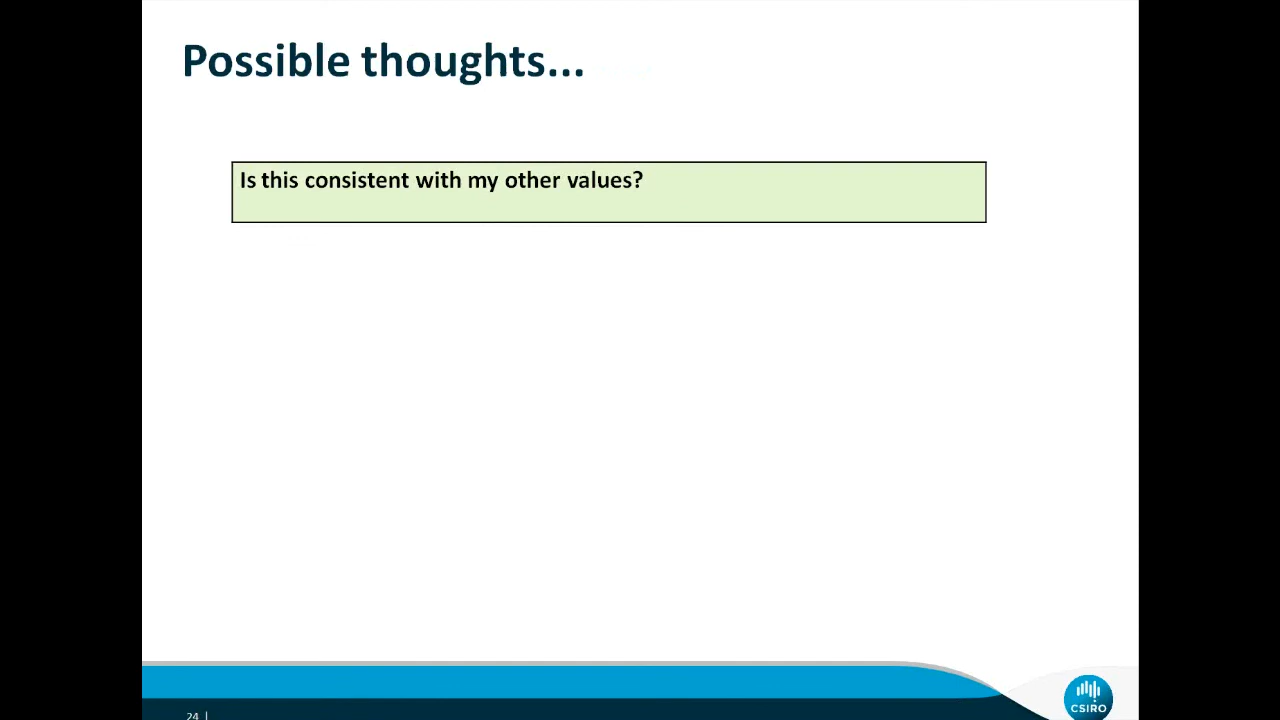 Possible thoughts...
Is this consistent with my other values?
24 |
CSIRO